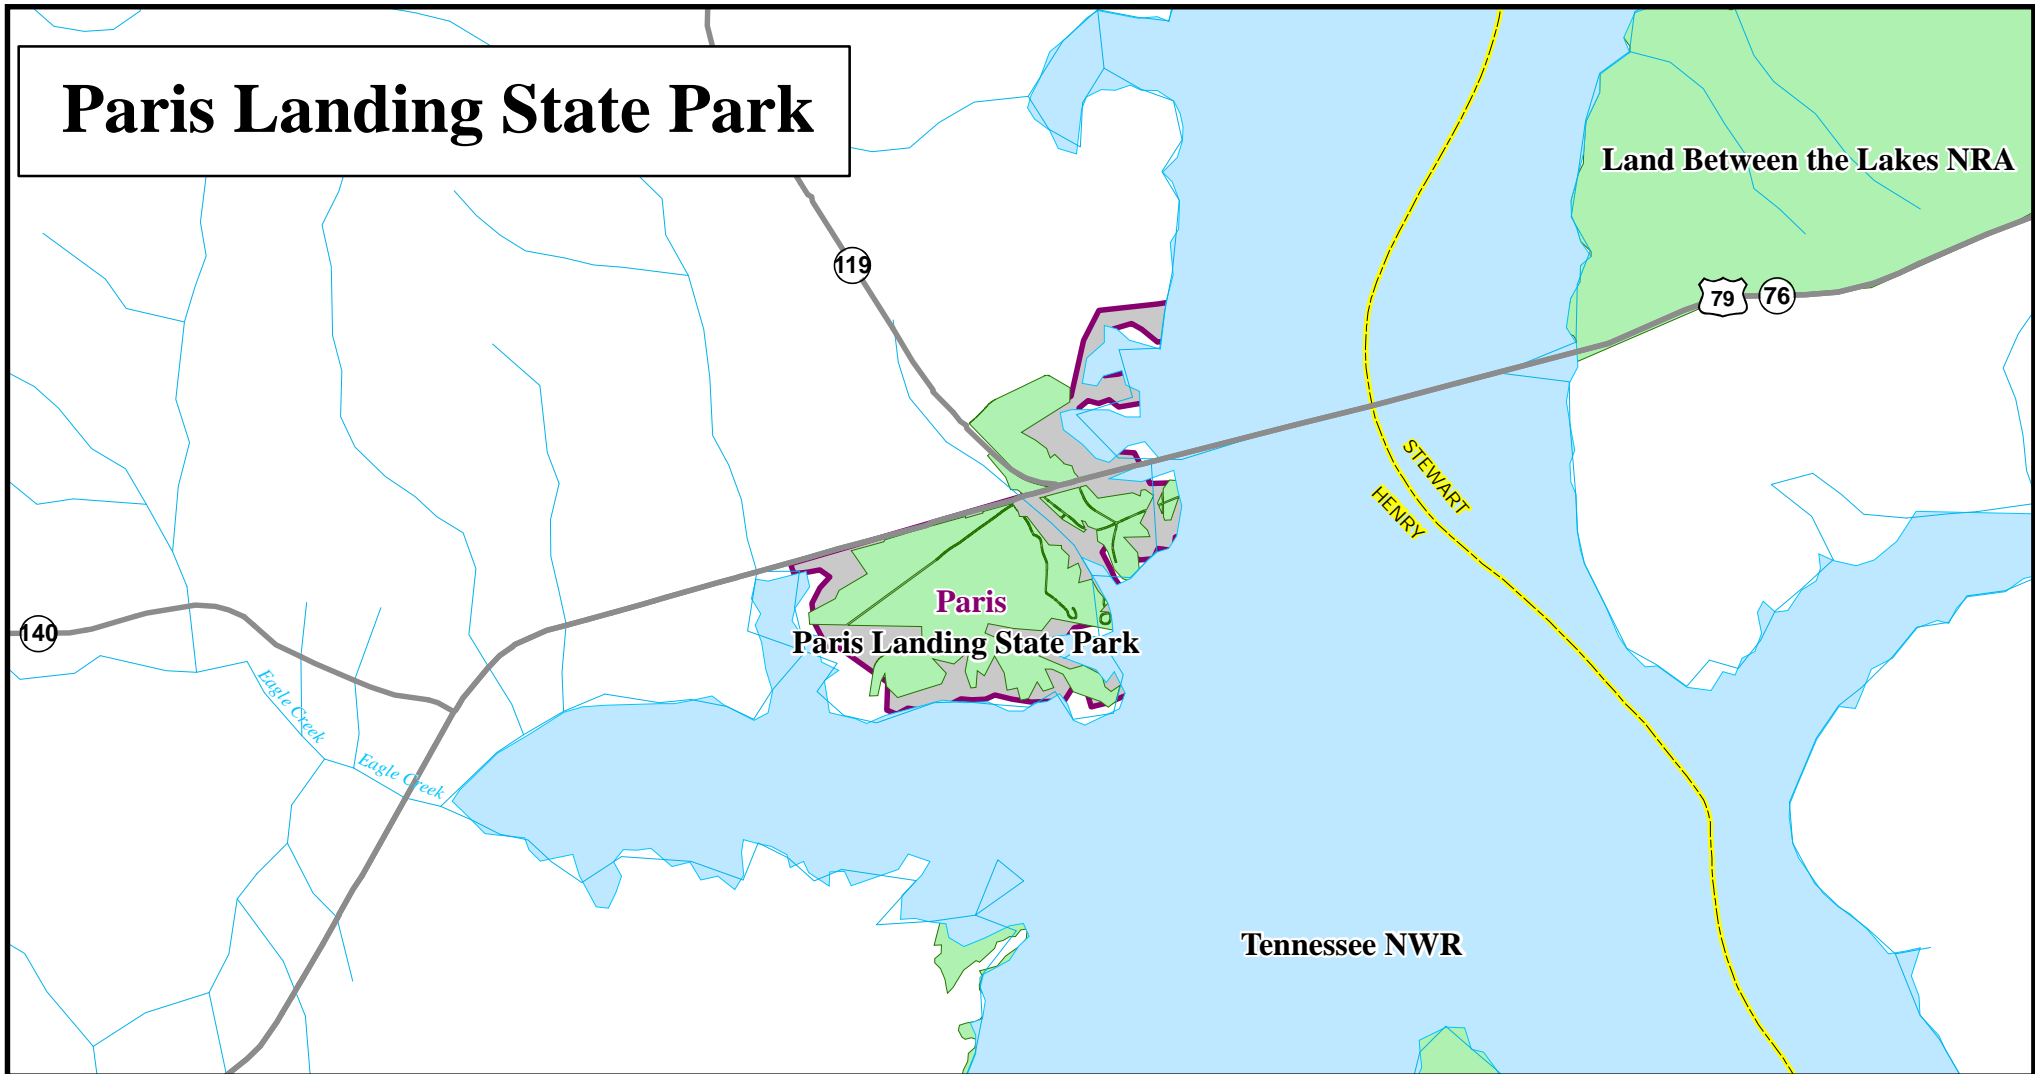 Paris Landing State Park
Land Between the Lakes NRA
119
79
76
STEWART
HENRY
Paris
Paris Landing State Park
140
Eagle Creek
Eagle Creek
Tennessee NWR